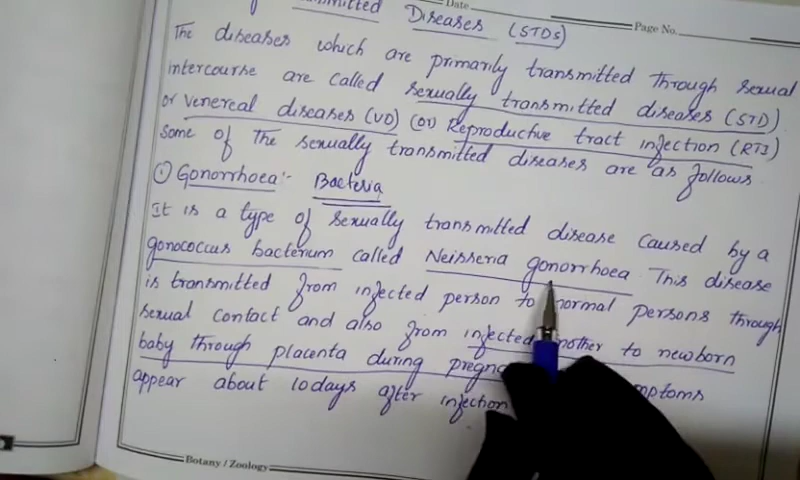 Date
Page No.
Transmitted Diseases (STDs)
The diseases which are primarily transmitted through sexual
intercourse are called sexually transmitted diseases (STD)
or venereal diseases (VD) (or) Reproductive tract infection (RTI)
Some of the sexually transmitted diseases are as follows
① Gonorrhoea:- Bacteria
It is a type of sexually transmitted disease caused by a
gonococcus bacterium called Neisseria gonorrhoea This disease
is transmitted from infected person to normal persons through
sexual contact and also from infected mother to newborn
baby through placenta during
appear about 10 days after infection
Botany / Zoology